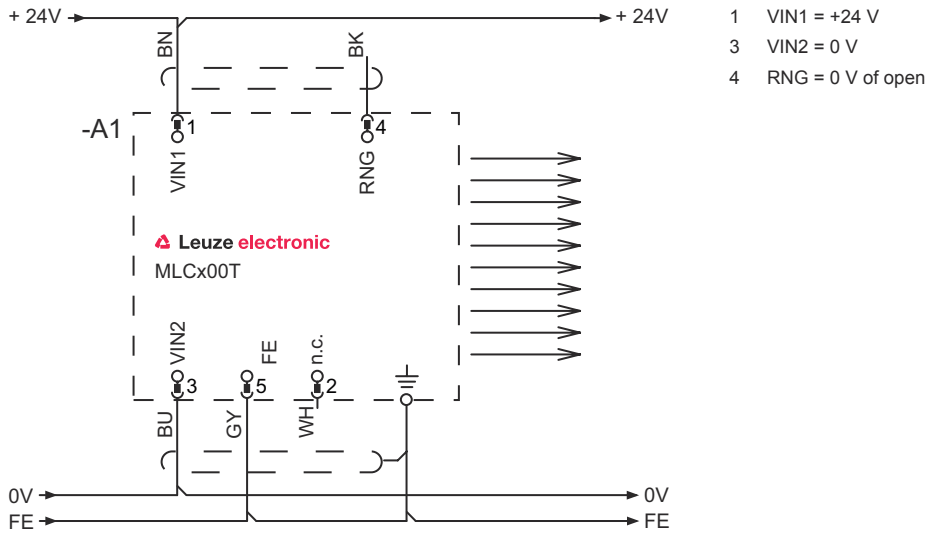 + 24V
+ 24V
1 VIN1 = +24 V
3 VIN2 = 0 V
4 RNG = 0 V of open
BN
BK
-A1
1
4
VIN1
RNG
Leuze electronic
MLCx00T
VIN2
FE
n.c.
3
5
2
BU
GY
WH
0V
0V
FE
FE